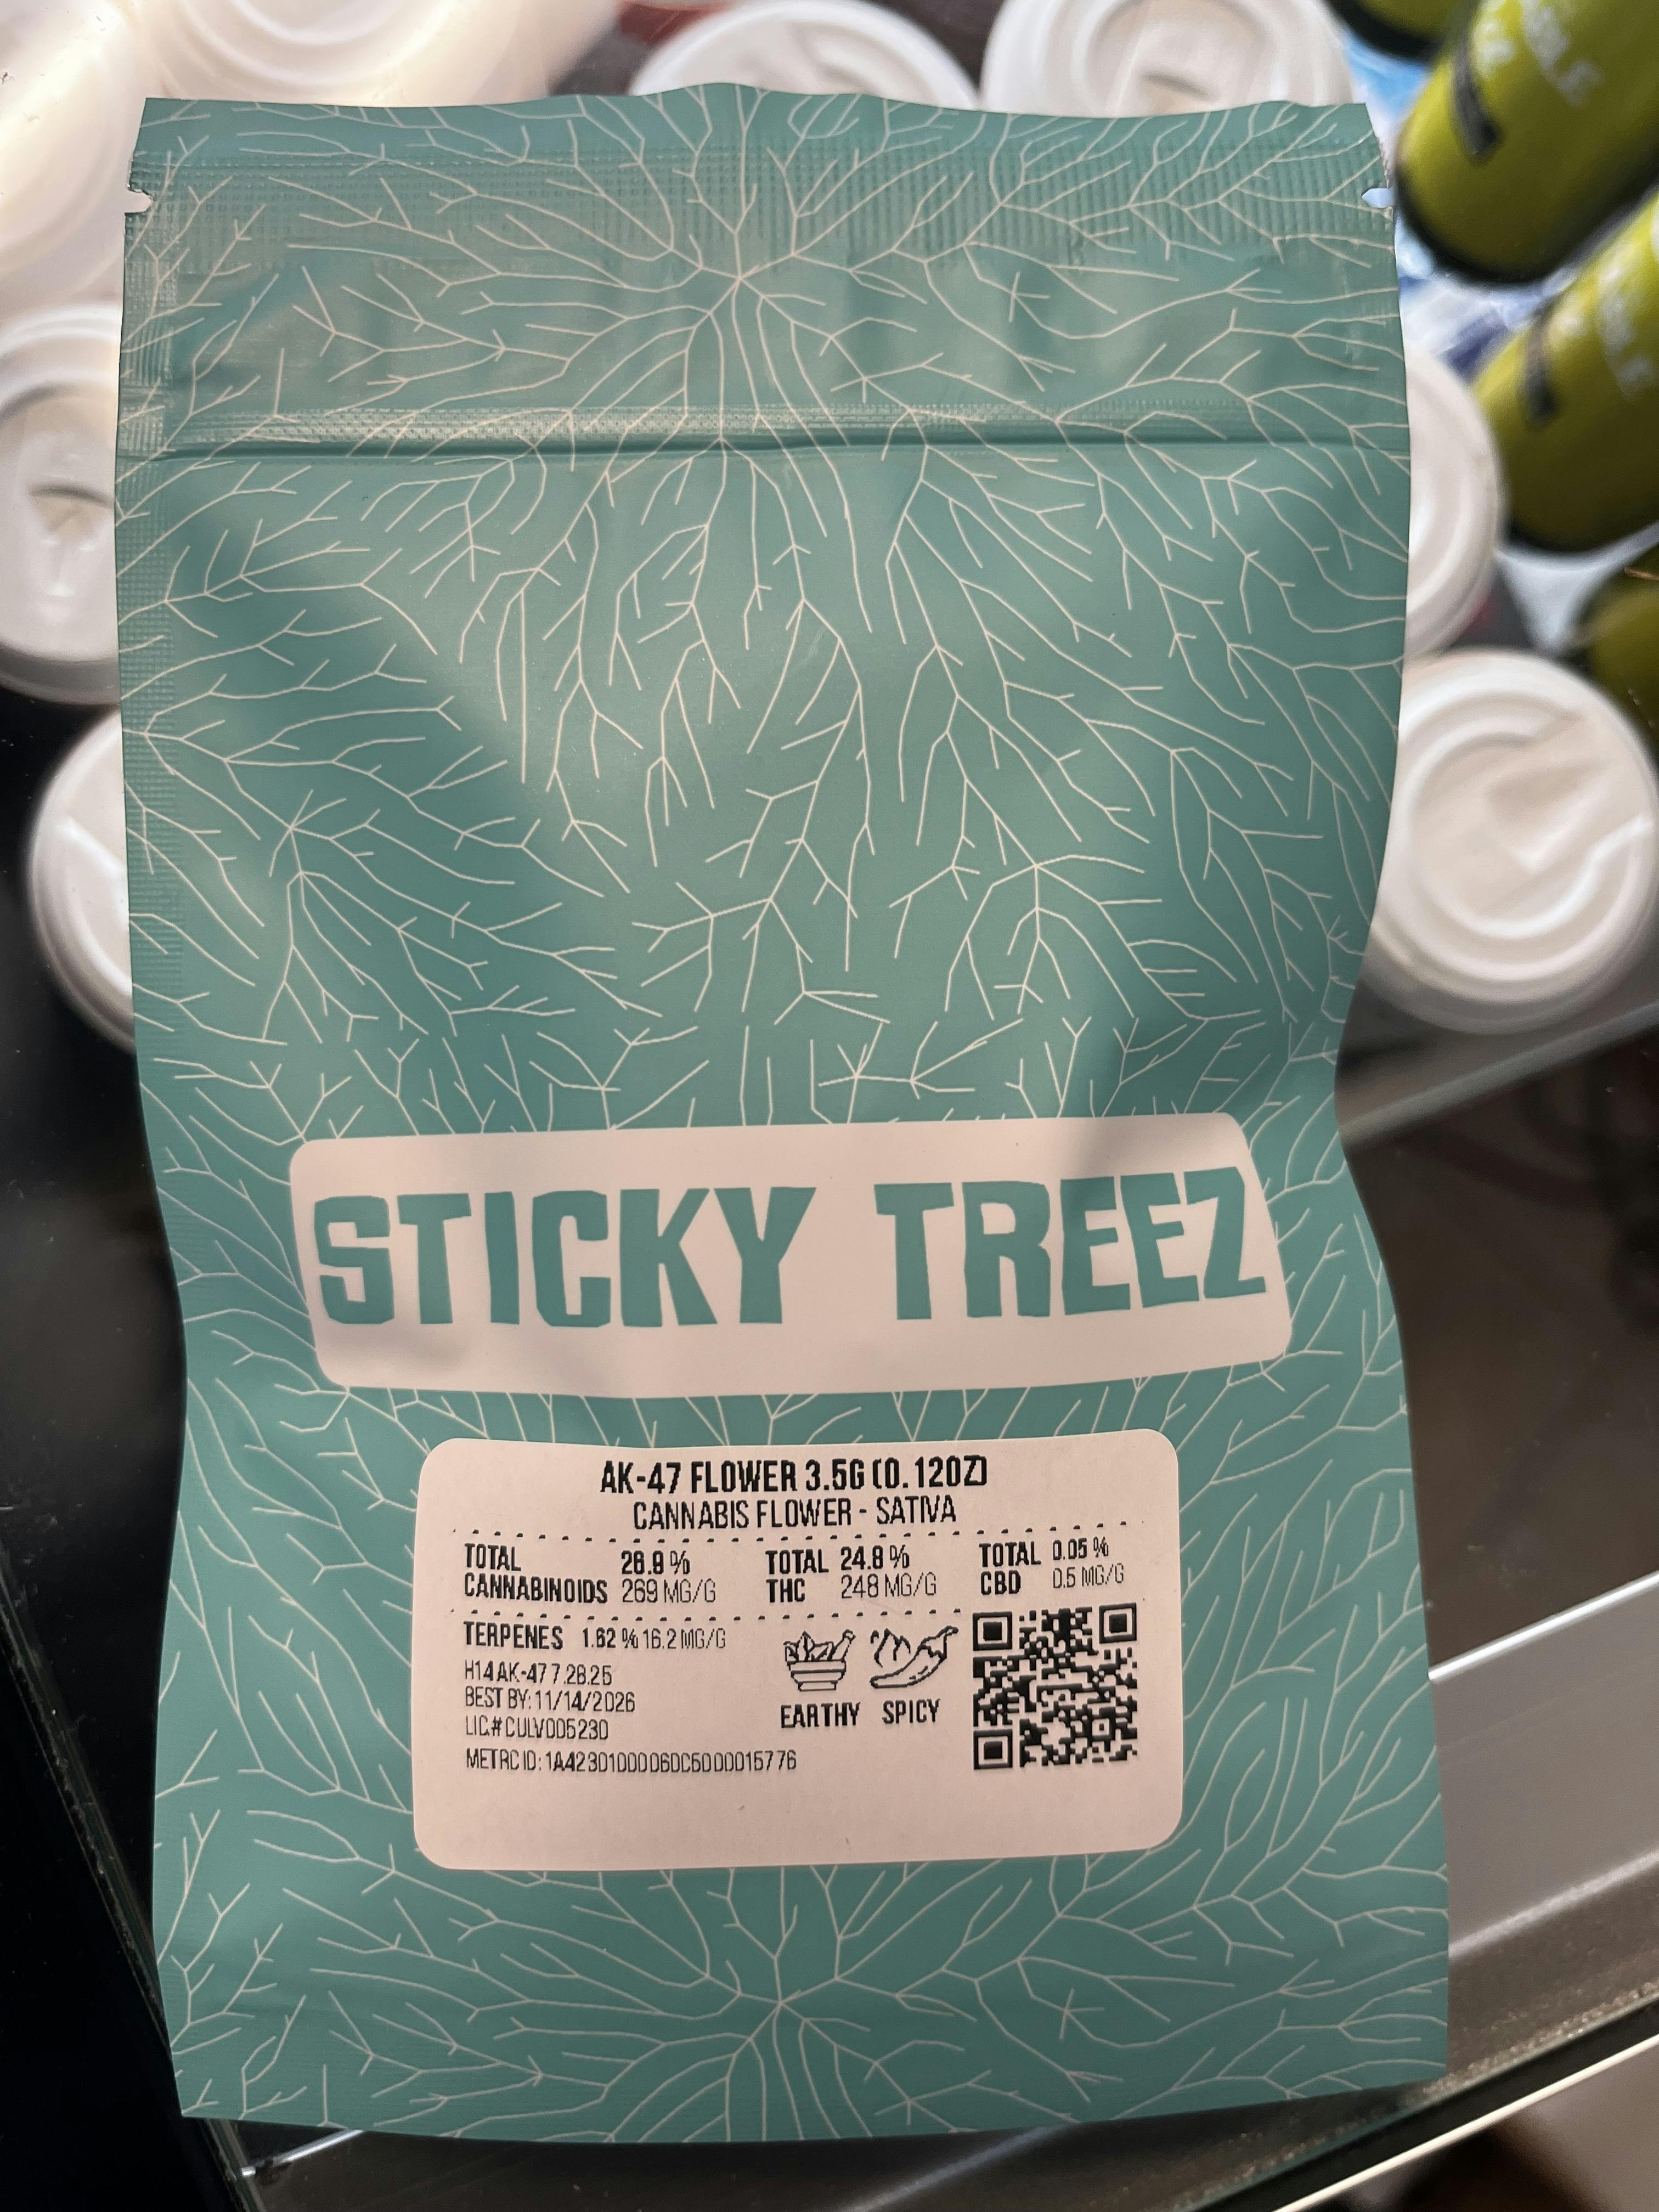 STICKY TREEZ
AK-47 FLOWER 3.5G (0.12OZ)
CANNABIS FLOWER - SATIVA
TOTAL CANNABINOIDS 26.9 % 269 MG/G
TOTAL THC 24.8 % 248 MG/G
TOTAL CBD 0.05 % 0.5 MG/G
TERPENES 1.62 % 16.2 MG/G
H14 AK-47 7.28.25
BEST BY: 11/14/2026
LIC# CULV005230
METRC ID: 1A4230100006DC5000015776
EARTHY SPICY